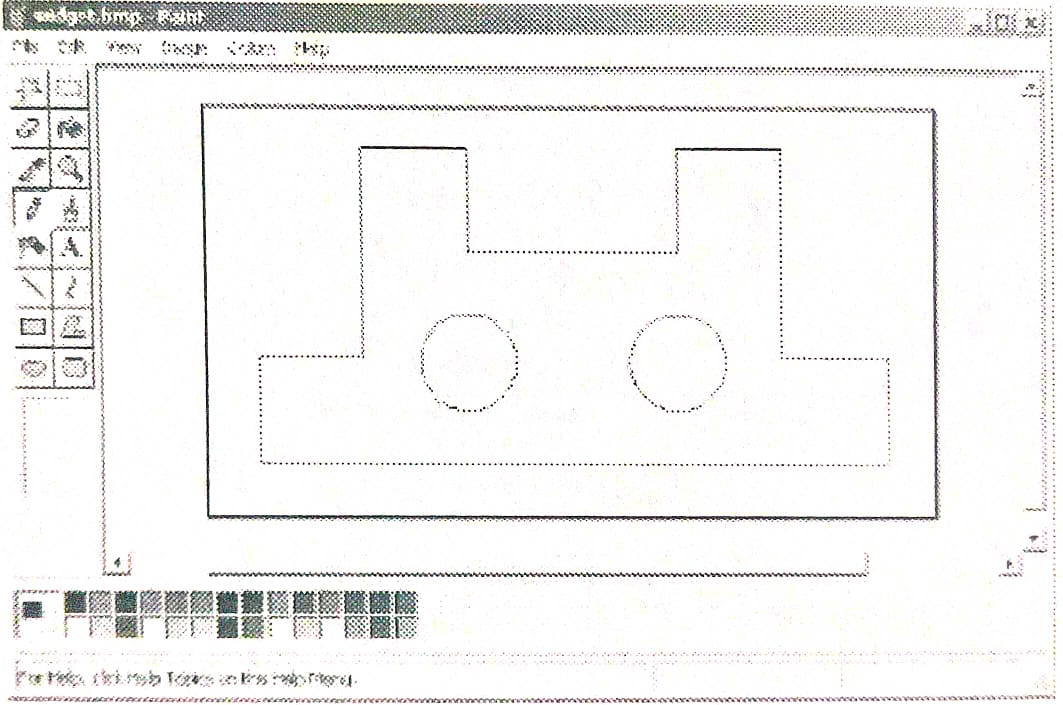 widget.bmp - Paint
File Edit View Image Colors Help
A
For Help, click Help Topics on the Help Menu.